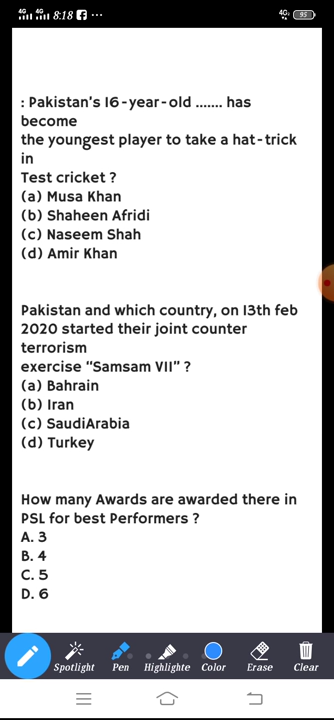 4G 4G 8:18 ...
4G 95
: Pakistan's 16-year-old ....... has
become
the youngest player to take a hat-trick
in
Test cricket ?
(a) Musa Khan
(b) Shaheen Afridi
(c) Naseem Shah
(d) Amir Khan
Pakistan and which country, on 13th feb
2020 started their joint counter
terrorism
exercise "Samsam VII" ?
(a) Bahrain
(b) Iran
(c) SaudiArabia
(d) Turkey
How many Awards are awarded there in
PSL for best Performers ?
A. 3
B. 4
C. 5
D. 6
Spotlight Pen Highlighte Color Erase Clear